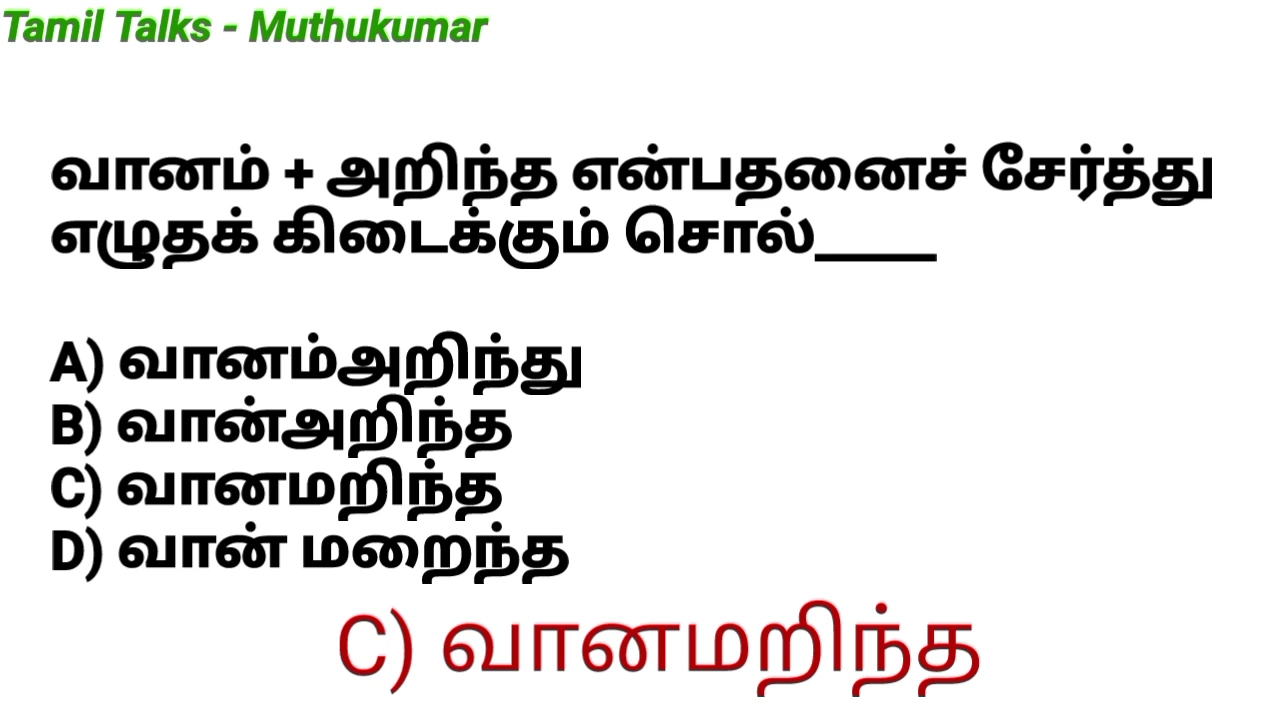 Tamil Talks - Muthukumar
வானம் + அறிந்த என்பதனைச் சேர்த்து
எழுதக் கிடைக்கும் சொல்_____
A) வானம்அறிந்து
B) வான்அறிந்த
C) வானமறிந்த
D) வான் மறைந்த
C) வானமறிந்த